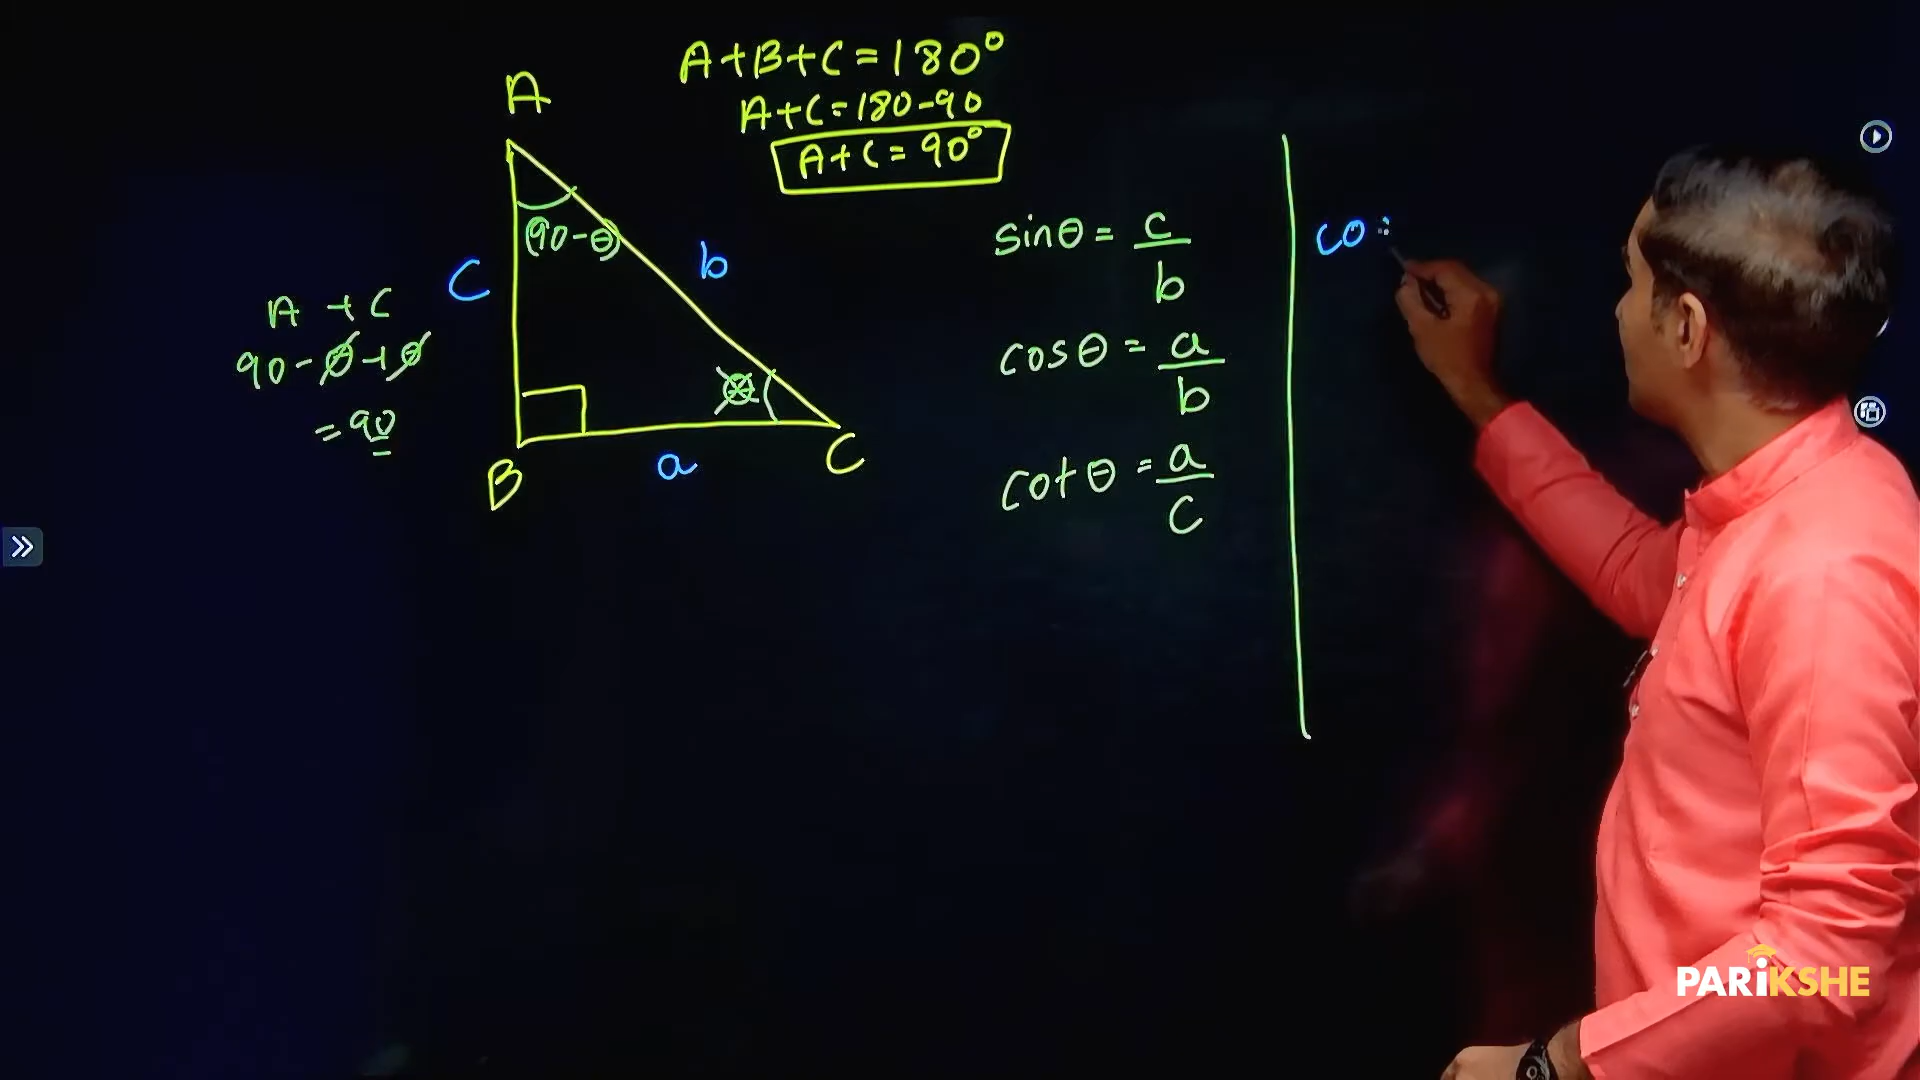 A+B+C=180°
A+C=180-90
A+C=90°
A
(90-θ)
C
b
A + C
90-θ+θ
=90
B
a
C
sinθ = c/b
cosθ = a/b
cotθ = a/c
co
PARiKSHE